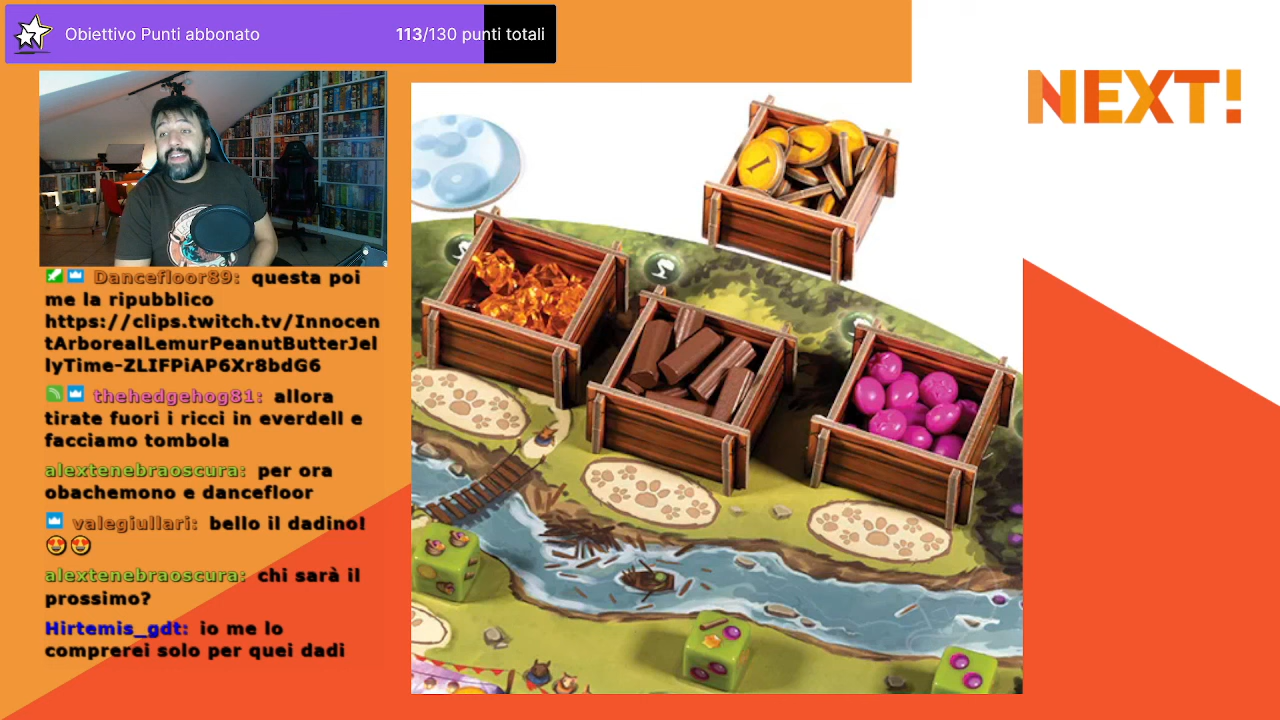 Obiettivo Punti abbonato 113/130 punti totali
NEXT!
Dancefloor89: questa poi
me la ripubblico
https://clips.twitch.tv/Innocen
tArborealLemurPeanutButterJel
lyTime-ZLIFPiAP6Xr8bdG6
thehedgehog81: allora
tirate fuori i ricci in everdell e
facciamo tombola
alextenebraoscura: per ora
obachemono e dancefloor
valegiullari: bello il dadino!
alextenebraoscura: chi sarà il
prossimo?
Hirtemis_gdt: io me lo
comprerei solo per quei dadi